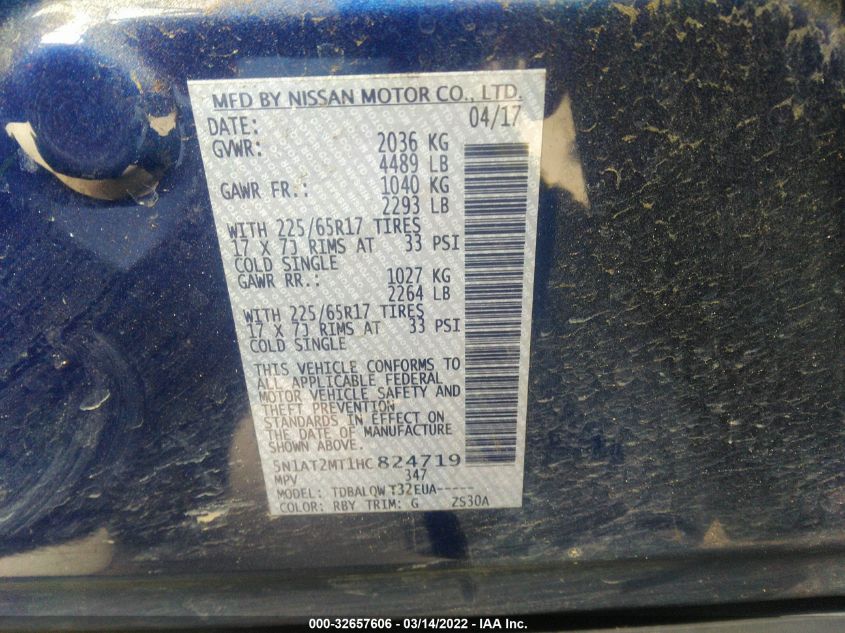 MFD BY NISSAN MOTOR CO., LTD.
DATE: 04/17
GVWR: 2036 KG
4489 LB
GAWR FR.: 1040 KG
2293 LB
WITH 225/65R17 TIRES
17 X 7J RIMS AT 33 PSI
COLD SINGLE
GAWR RR.: 1027 KG
2264 LB
WITH 225/65R17 TIRES
17 X 7J RIMS AT 33 PSI
COLD SINGLE
THIS VEHICLE CONFORMS TO
ALL APPLICABLE FEDERAL
MOTOR VEHICLE SAFETY AND
THEFT PREVENTION
STANDARDS IN EFFECT ON
THE DATE OF MANUFACTURE
SHOWN ABOVE.
5N1AT2MT1HC824719
MPV 347
MODEL: TDBALQWT32EUA-----
COLOR: RBY TRIM: G ZS30A
000-32657606 - 03/14/2022 - IAA Inc.